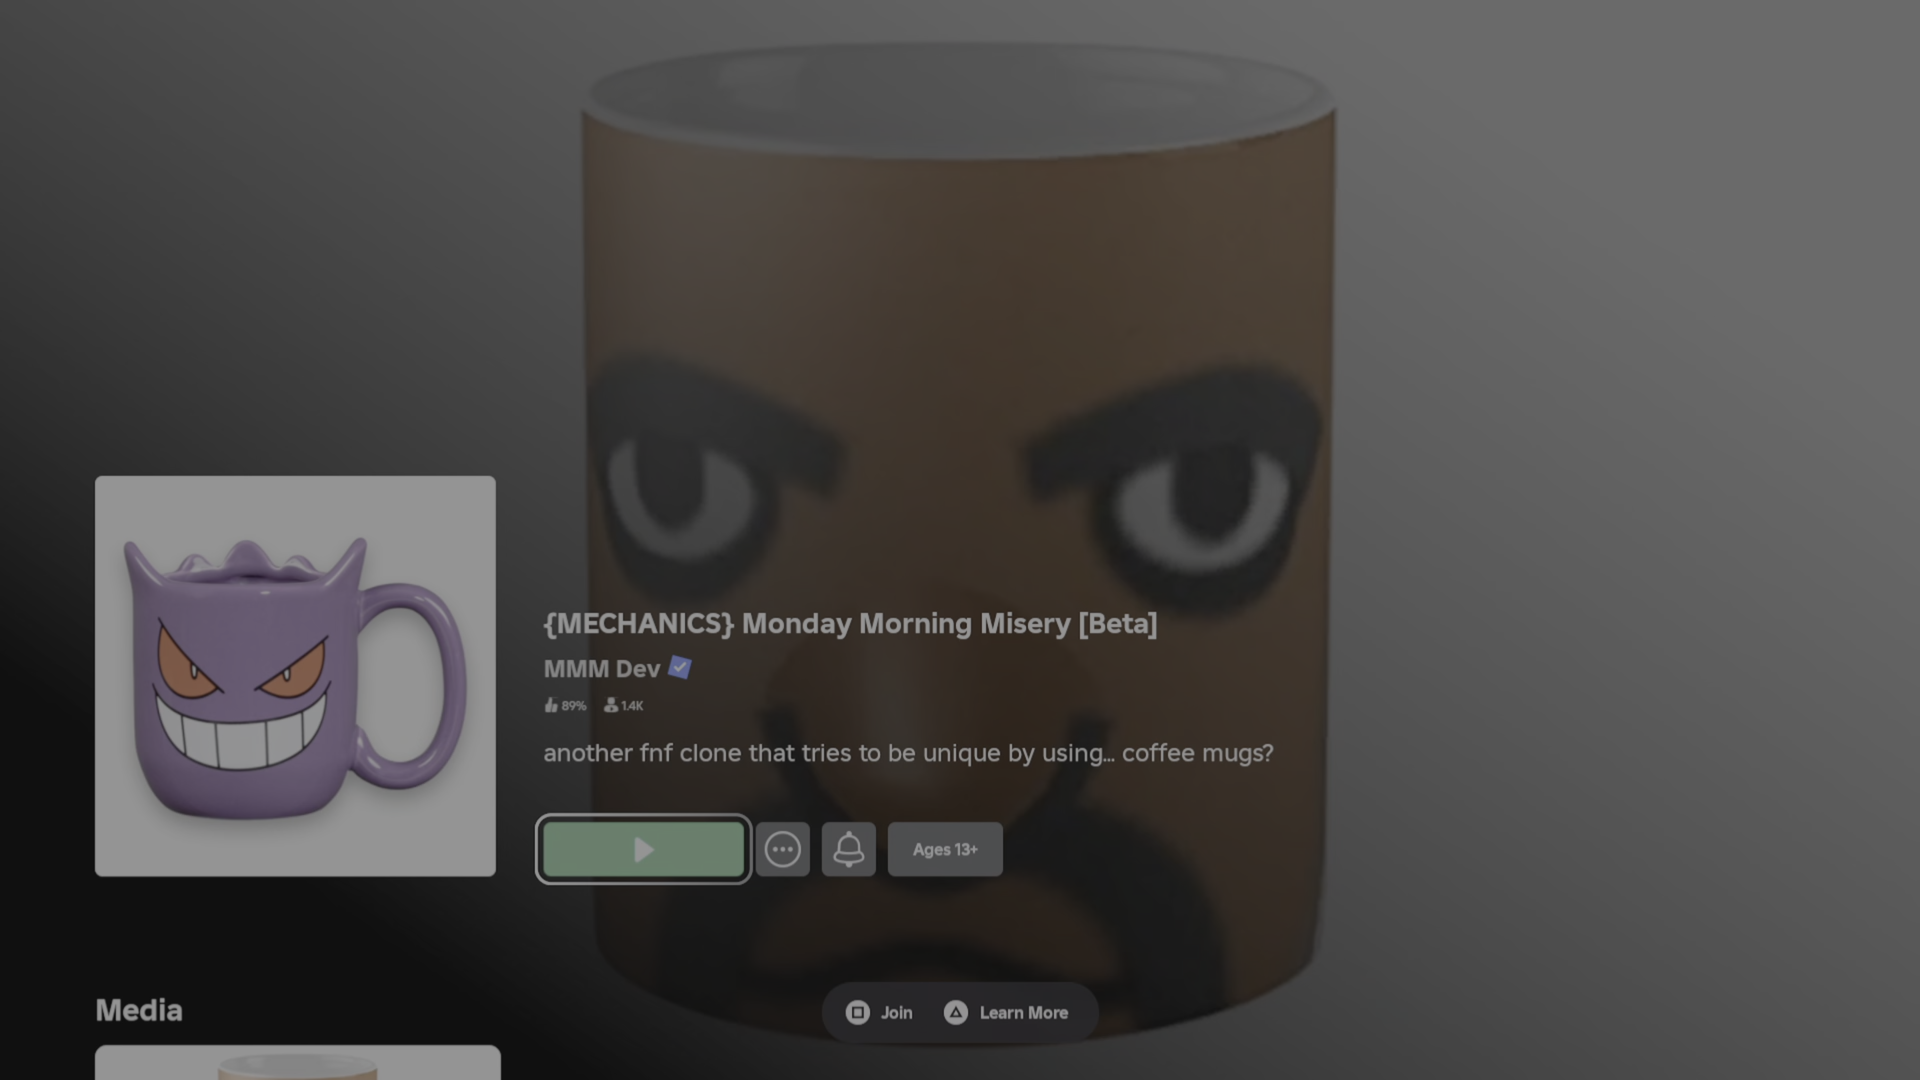 {MECHANICS} Monday Morning Misery [Beta]
MMM Dev
89% 1.4K
another fnf clone that tries to be unique by using... coffee mugs?
Ages 13+
Media
Join Learn More